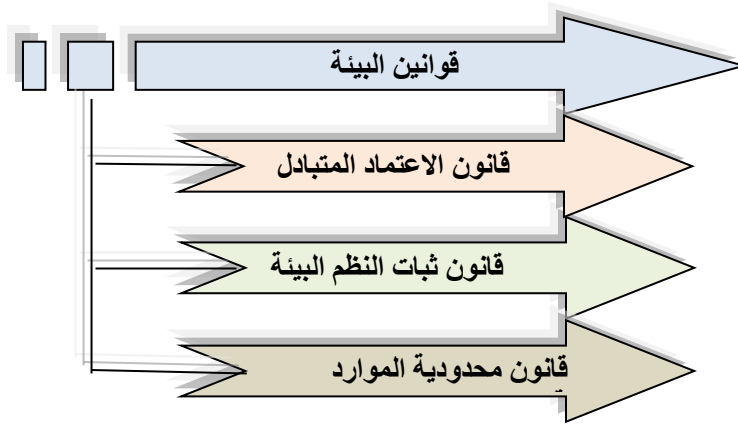 قوانين البيئة
قانون الاعتماد المتبادل
قانون ثبات النظم البيئة
قانون محدودية الموارد